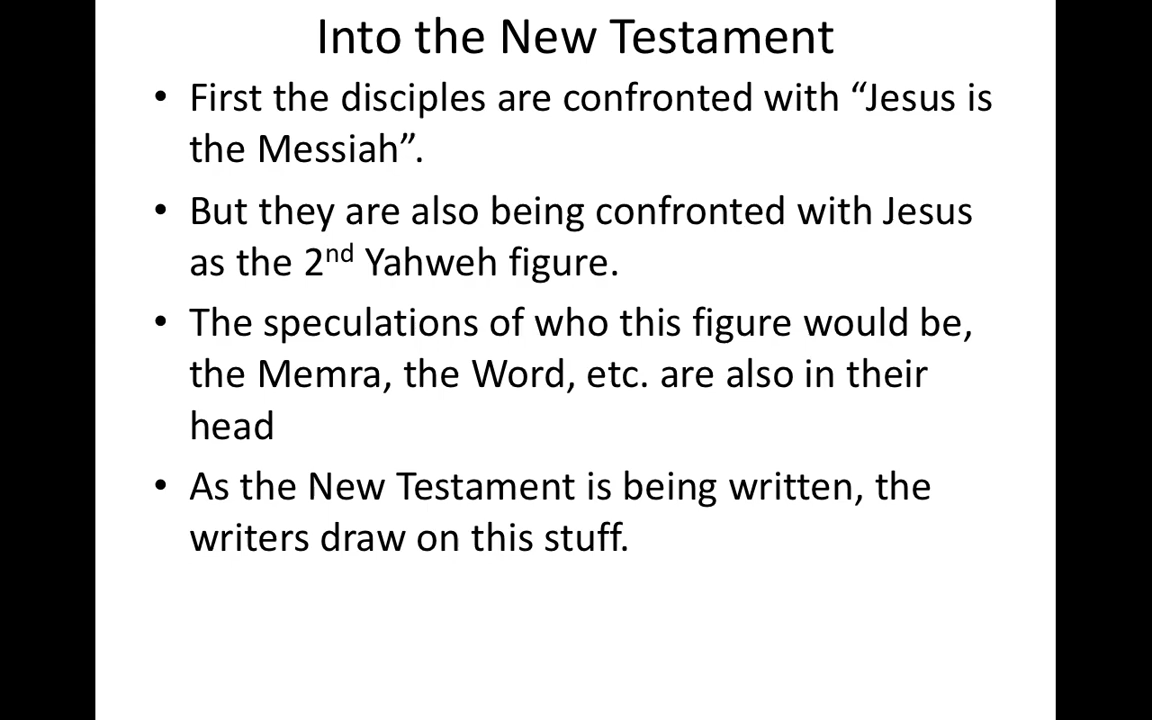 Into the New Testament
• First the disciples are confronted with “Jesus is
the Messiah”.
• But they are also being confronted with Jesus
as the 2nd Yahweh figure.
• The speculations of who this figure would be,
the Memra, the Word, etc. are also in their
head
• As the New Testament is being written, the
writers draw on this stuff.